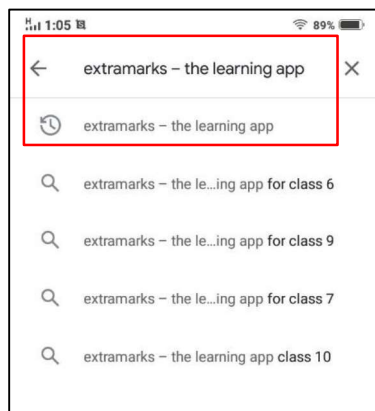 H 1:05 89%
extramarks – the learning app
extramarks – the learning app
extramarks – the le...ing app for class 6
extramarks – the le...ing app for class 9
extramarks – the le...ing app for class 7
extramarks – the learning app class 10